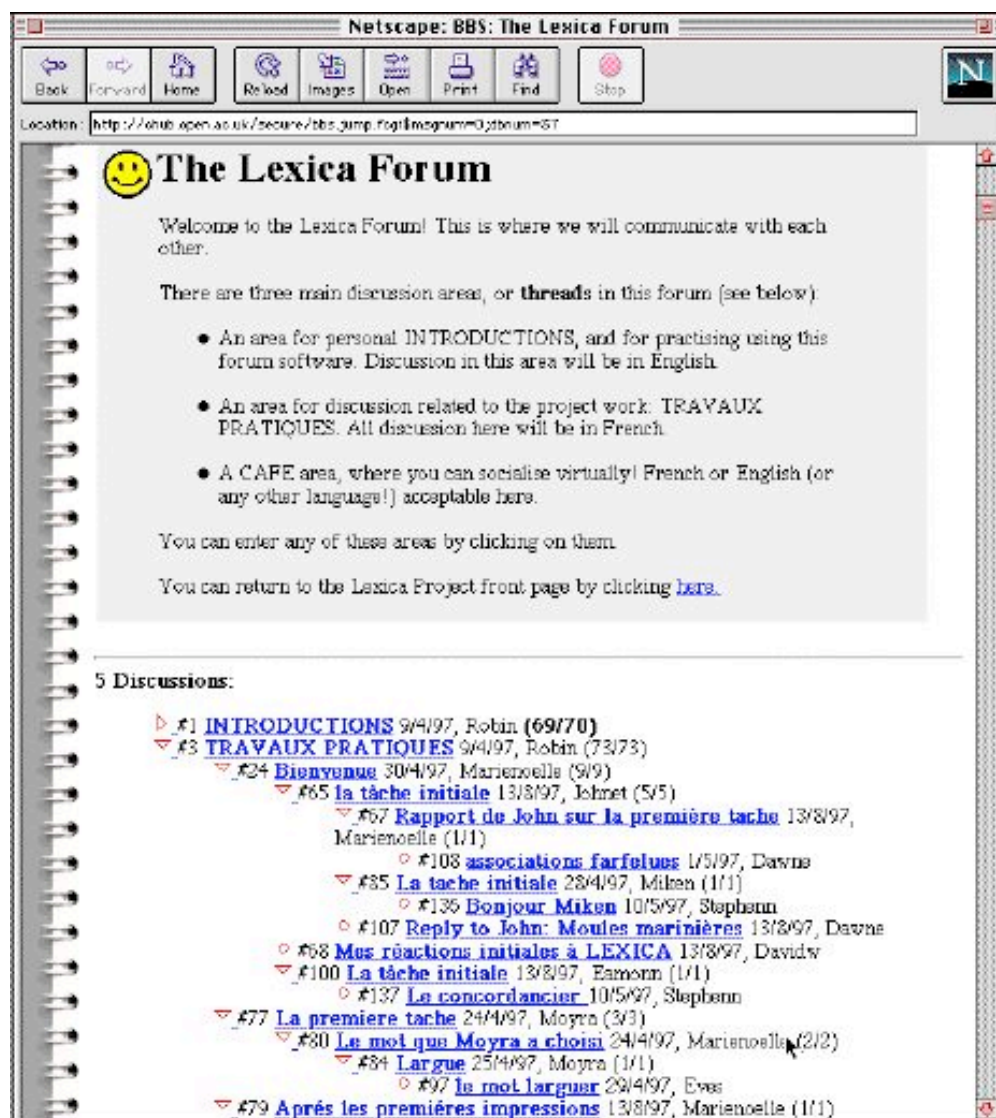 Netscape: BBS: The Lexica Forum
Back Forward Home Reload Images Open Print Find Stop
N
Location: http://ohub.open.ac.uk/secure/bbs.jump.fcgi$msgnum=0;dbnum=ST
The Lexica Forum
Welcome to the Lexica Forum! This is where we will communicate with each
other.
There are three main discussion areas, or threads in this forum (see below):
● An area for personal INTRODUCTIONS, and for practising using this
forum software. Discussion in this area will be in English.
● An area for discussion related to the project work: TRAVAUX
PRATIQUES. All discussion here will be in French.
● A CAFE area, where you can socialise virtually! French or English (or
any other language!) acceptable here.
You can enter any of these areas by clicking on them.
You can return to the Lexica Project front page by clicking here.
5 Discussions:
#1 INTRODUCTIONS 9/4/97, Robin (69/70)
#3 TRAVAUX PRATIQUES 9/4/97, Robin (73/73)
#24 Bienvenue 30/4/97, Marienoelle (9/9)
#65 la tâche initiale 13/8/97, Johnet (5/5)
#67 Rapport de John sur la première tache 13/8/97,
Marienoelle (1/1)
#108 associations farfelues 1/5/97, Dawne
#85 La tache initiale 28/4/97, Miken (1/1)
#136 Bonjour Miken 10/5/97, Stephenn
#107 Reply to John: Moules marinières 13/8/97, Dawne
#68 Mes réactions initiales à LEXICA 13/8/97, Davidw
#100 La tâche initiale 13/8/97, Eamonn (1/1)
#137 Le concordancier 10/5/97, Stephenn
#77 La premiere tache 24/4/97, Moyra (3/3)
#80 Le mot que Moyra a choisi 24/4/97, Marienoelle (2/2)
#84 Largue 25/4/97, Moyra (1/1)
#97 le mot larguer 29/4/97, Eves
#79 Aprés les premiéres impressions 13/8/97, Marienoelle (1/1)